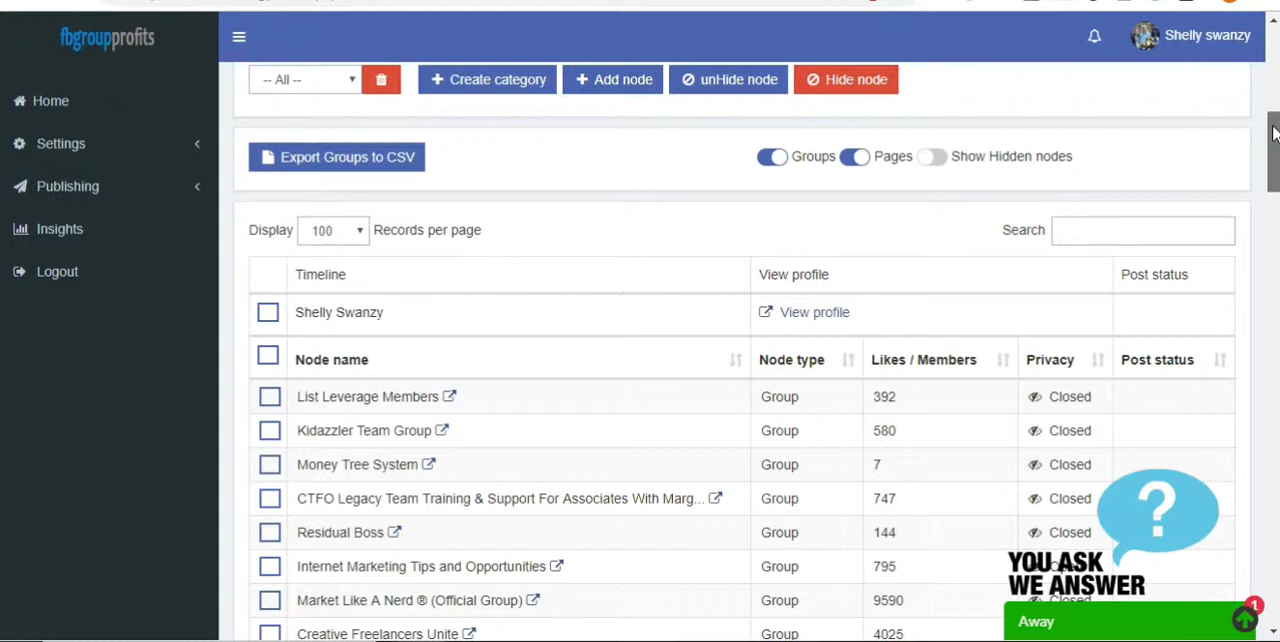 fbgroupprofits
Shelly swanzy
Home
Settings
Publishing
Insights
Logout
-- All --
Create category
Add node
unHide node
Hide node
Export Groups to CSV
Groups Pages Show Hidden nodes
Display 100 Records per page
Search
Timeline View profile Post status
Shelly Swanzy View profile
Node name Node type Likes / Members Privacy Post status
List Leverage Members Group 392 Closed
Kidazzler Team Group Group 580 Closed
Money Tree System Group 7 Closed
CTFO Legacy Team Training & Support For Associates With Marg... Group 747 Closed
Residual Boss Group 144 Closed
Internet Marketing Tips and Opportunities Group 795
Market Like A Nerd ® (Official Group) Group 9590 Closed
Creative Freelancers Unite Group 4025
?
YOU ASK
WE ANSWER
Away
1